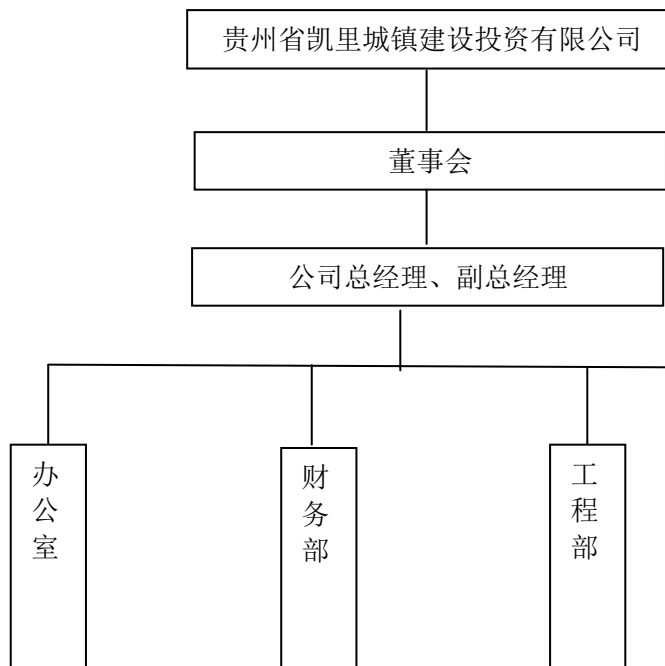 贵州省凯里城镇建设投资有限公司
董事会
公司总经理、副总经理
办公室
财务部
工程部